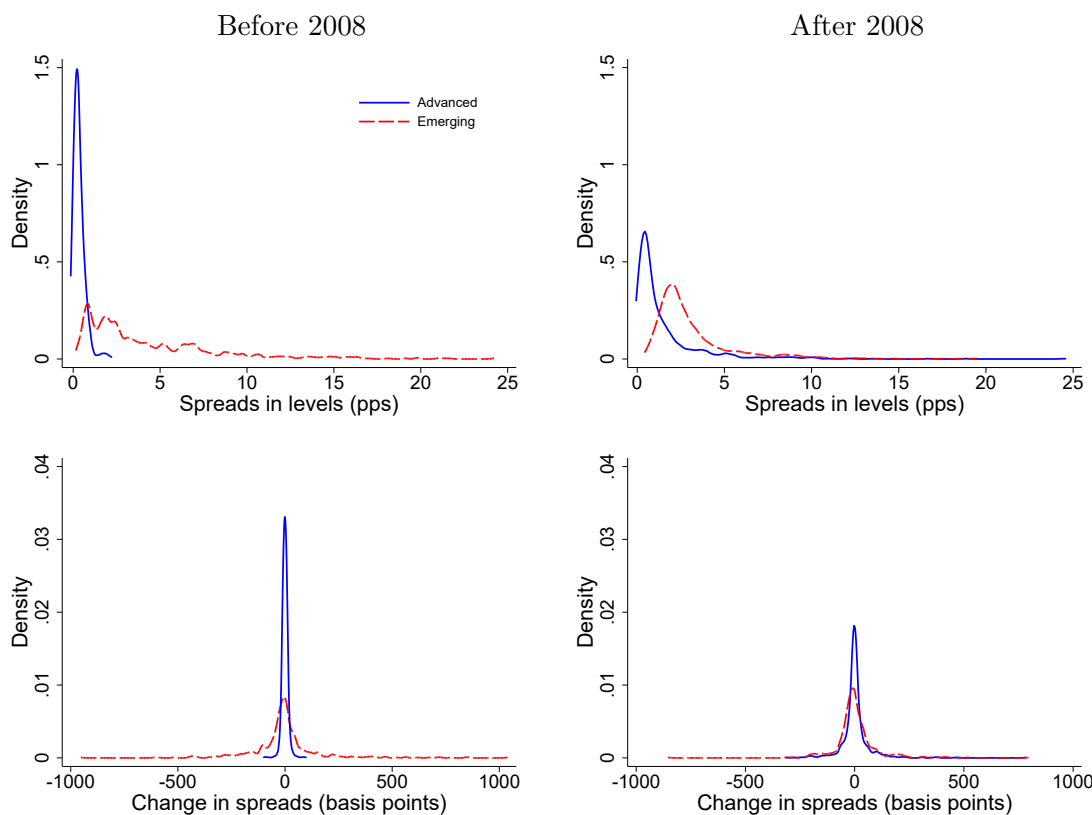 Before 2008
After 2008
1.5
1
.5
0
Density
Advanced
Emerging
0 5 10 15 20 25
Spreads in levels (pps)
1.5
1
.5
0
Density
0 5 10 15 20 25
Spreads in levels (pps)
.04
.03
.02
.01
0
Density
-1000 -500 0 500 1000
Change in spreads (basis points)
.04
.03
.02
.01
0
Density
-1000 -500 0 500 1000
Change in spreads (basis points)